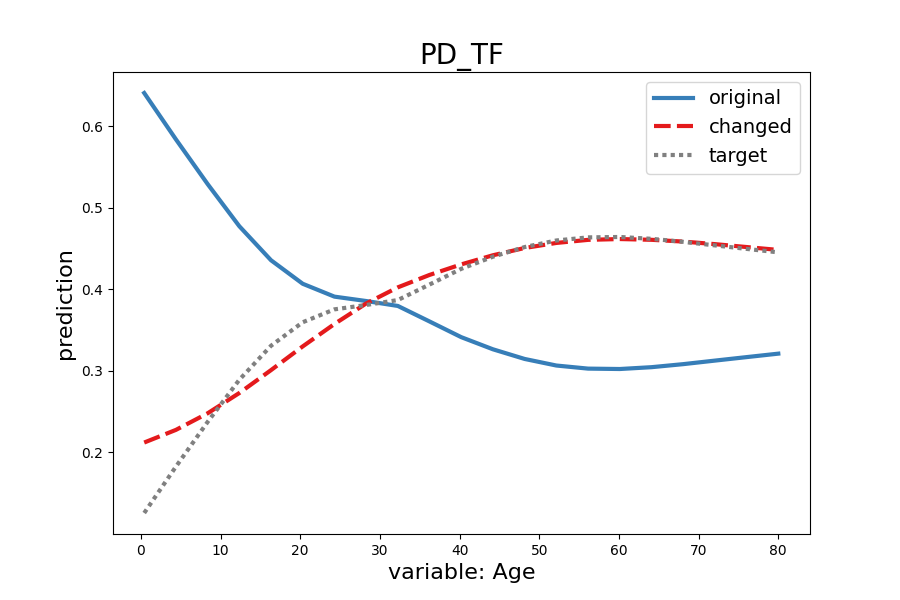 PD_TF
original
changed
target
0.6
0.5
0.4
0.3
0.2
prediction
0 10 20 30 40 50 60 70 80
variable: Age